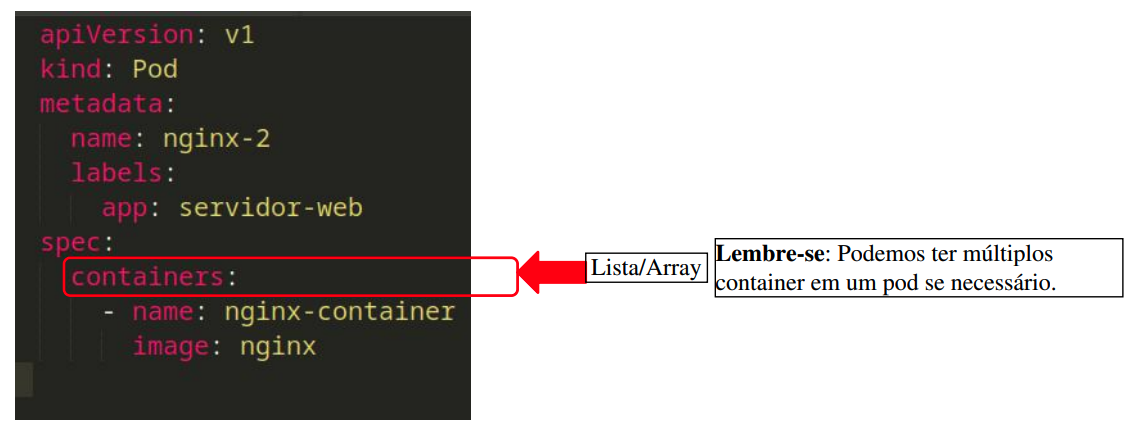 apiVersion: v1
kind: Pod
metadata:
  name: nginx-2
  labels:
    app: servidor-web
spec:
  containers:
    - name: nginx-container
      image: nginx
Lista/Array
Lembre-se: Podemos ter múltiplos
container em um pod se necessário.